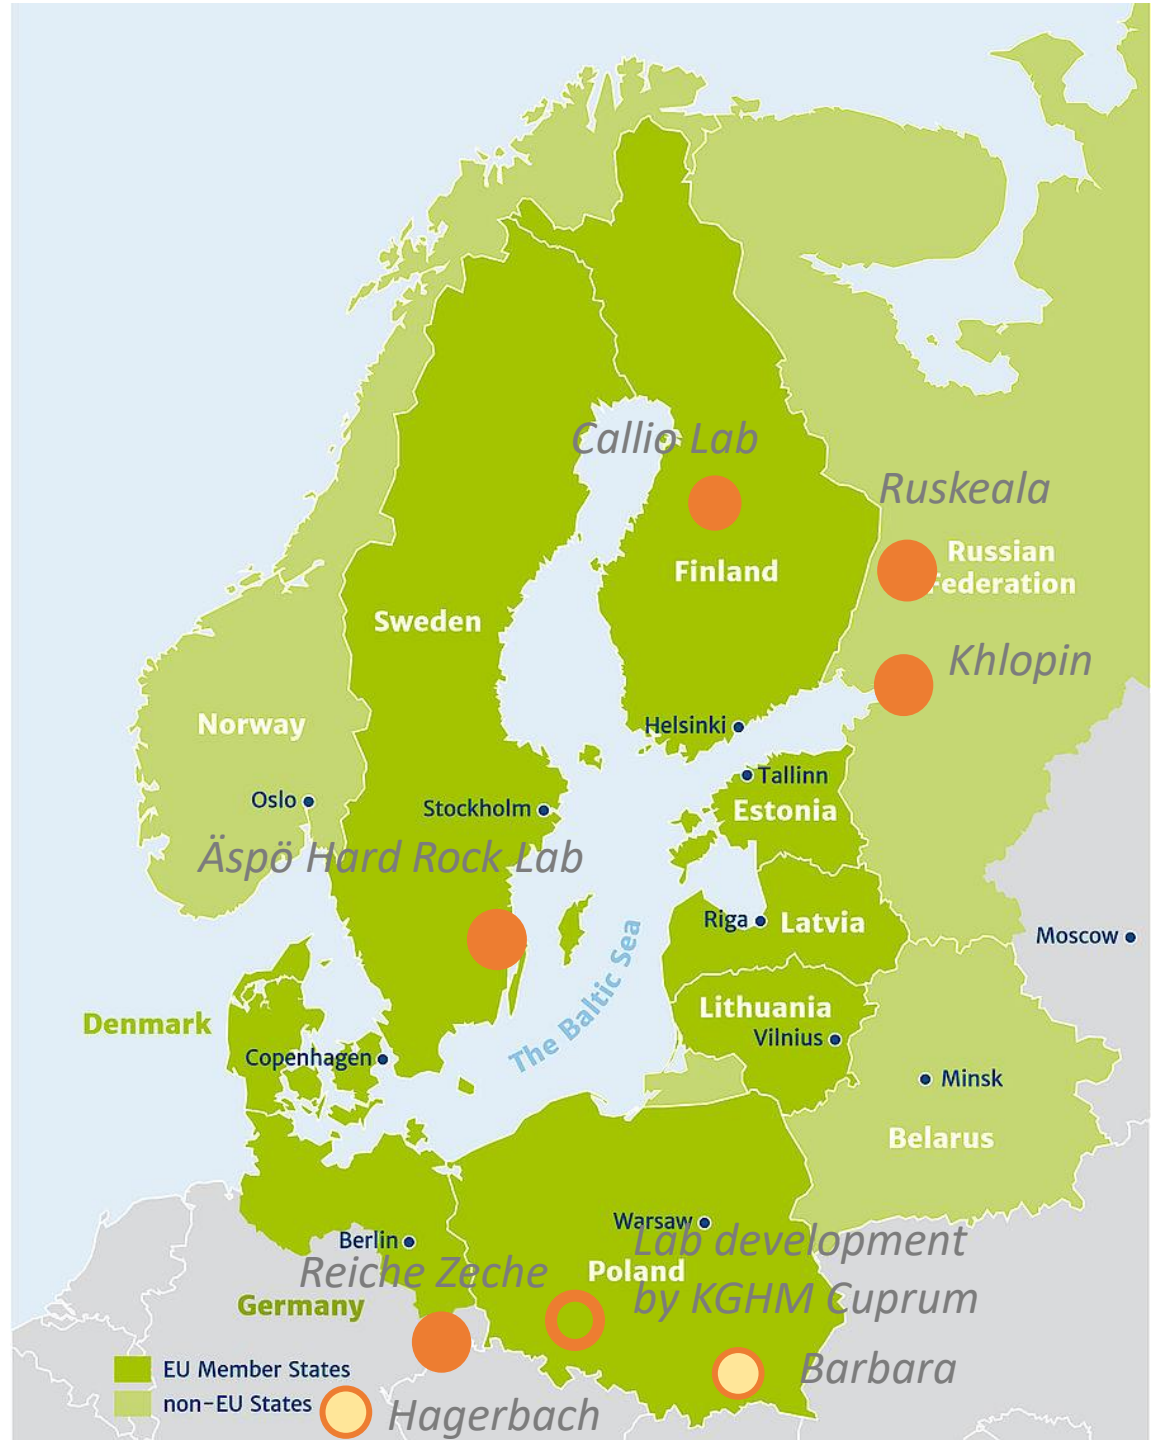 Callio Lab
Ruskeala
Russian
Federation
Finland
Sweden
Khlopin
Norway
Helsinki
Tallinn
Oslo
Stockholm
Estonia
Äspö Hard Rock Lab
Riga
Latvia
Moscow
The Baltic Sea
Lithuania
Denmark
Vilnius
Copenhagen
Minsk
Belarus
Warsaw
Berlin
Lab development
by KGHM Cuprum
Reiche Zeche
Poland
Germany
EU Member States
Barbara
non-EU States
Hagerbach